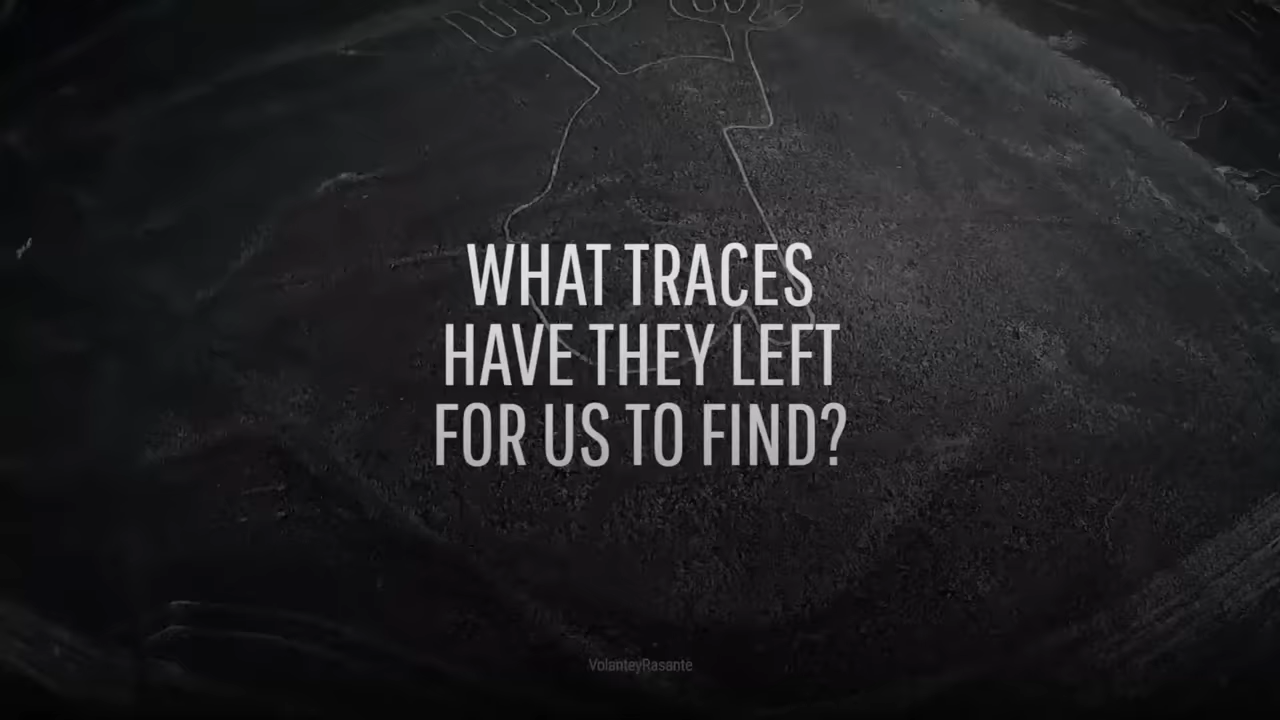 WHAT TRACES
HAVE THEY LEFT
FOR US TO FIND?
VolanteyRasante